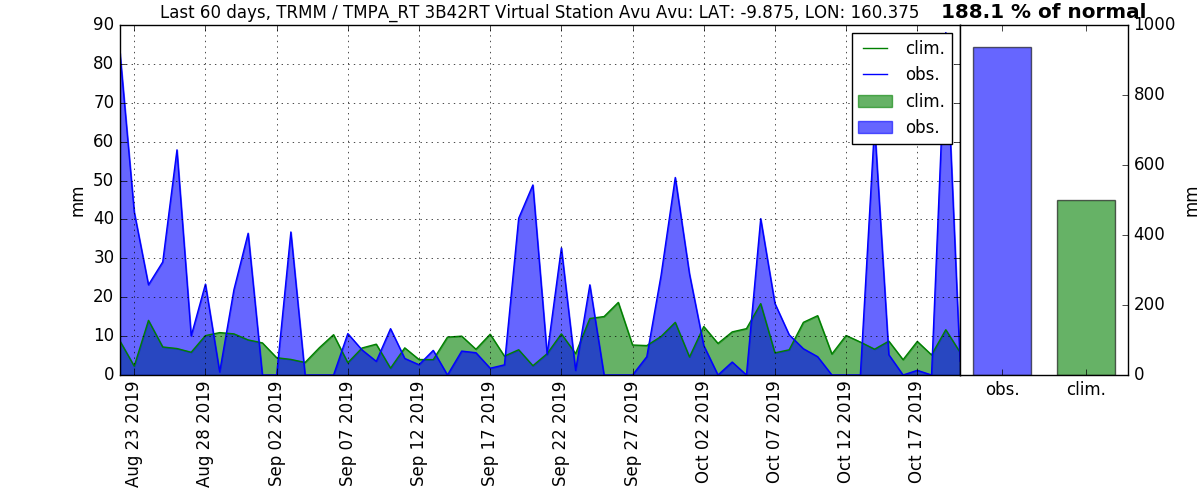 Last 60 days, TRMM / TMPA_RT 3B42RT Virtual Station Avu Avu: LAT: -9.875, LON: 160.375
188.1 % of normal
90
80
70
60
50
40
30
20
10
0
mm
clim.
obs.
clim.
obs.
1000
800
600
400
200
0
mm
obs.
clim.
Aug 23 2019
Aug 28 2019
Sep 02 2019
Sep 07 2019
Sep 12 2019
Sep 17 2019
Sep 22 2019
Sep 27 2019
Oct 02 2019
Oct 07 2019
Oct 12 2019
Oct 17 2019